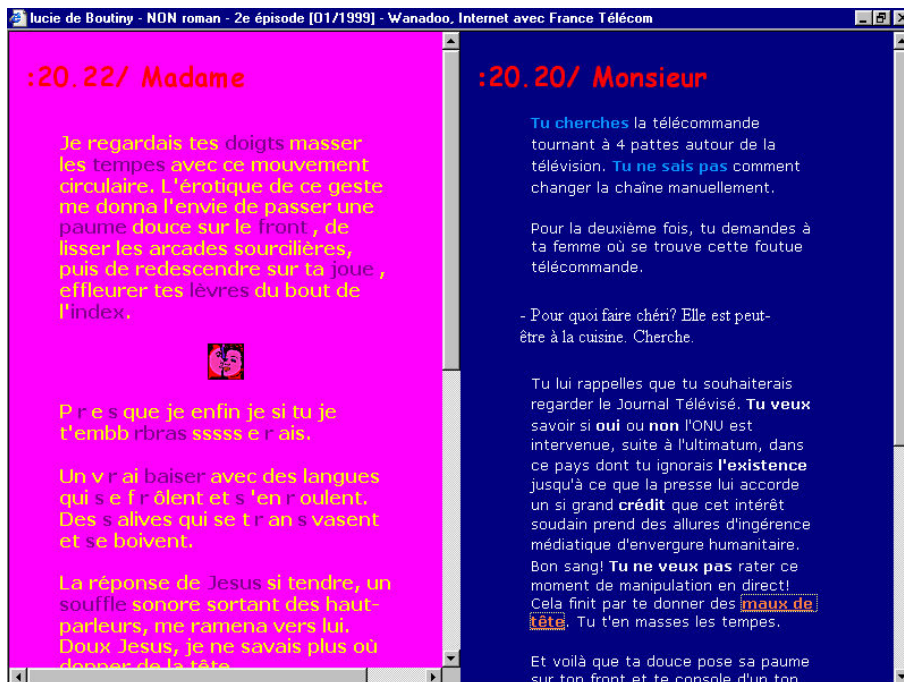 lucie de Boutiny - NON roman - 2e épisode [01/1999] - Wanadoo, Internet avec France Télécom
:20.22/ Madame
Je regardais tes doigts masser
les tempes avec ce mouvement
circulaire. L'érotique de ce geste
me donna l'envie de passer une
paume douce sur le front , de
lisser les arcades sourcilières,
puis de redescendre sur ta joue ,
effleurer tes lèvres du bout de
l'index.
P r e s que je enfin je si tu je
t'embb rbras sssss e r ais.
Un v r ai baiser avec des langues
qui s e f r ôlent et s 'en r oulent.
Des s alives qui se t r an s vasent
et se boivent.
La réponse de Jesus si tendre, un
souffle sonore sortant des haut-
parleurs, me ramena vers lui.
Doux Jesus, je ne savais plus où
donner de la tête
:20.20/ Monsieur
Tu cherches la télécommande
tournant à 4 pattes autour de la
télévision. Tu ne sais pas comment
changer la chaîne manuellement.
Pour la deuxième fois, tu demandes à
ta femme où se trouve cette foutue
télécommande.
- Pour quoi faire chéri? Elle est peut-
être à la cuisine. Cherche.
Tu lui rappelles que tu souhaiterais
regarder le Journal Télévisé. Tu veux
savoir si oui ou non l'ONU est
intervenue, suite à l'ultimatum, dans
ce pays dont tu ignorais l'existence
jusqu'à ce que la presse lui accorde
un si grand crédit que cet intérêt
soudain prend des allures d'ingérence
médiatique d'envergure humanitaire.
Bon sang! Tu ne veux pas rater ce
moment de manipulation en direct!
Cela finit par te donner des maux de
tête. Tu t'en masses les tempes.
Et voilà que ta douce pose sa paume
sur ton front et te console d'un ton